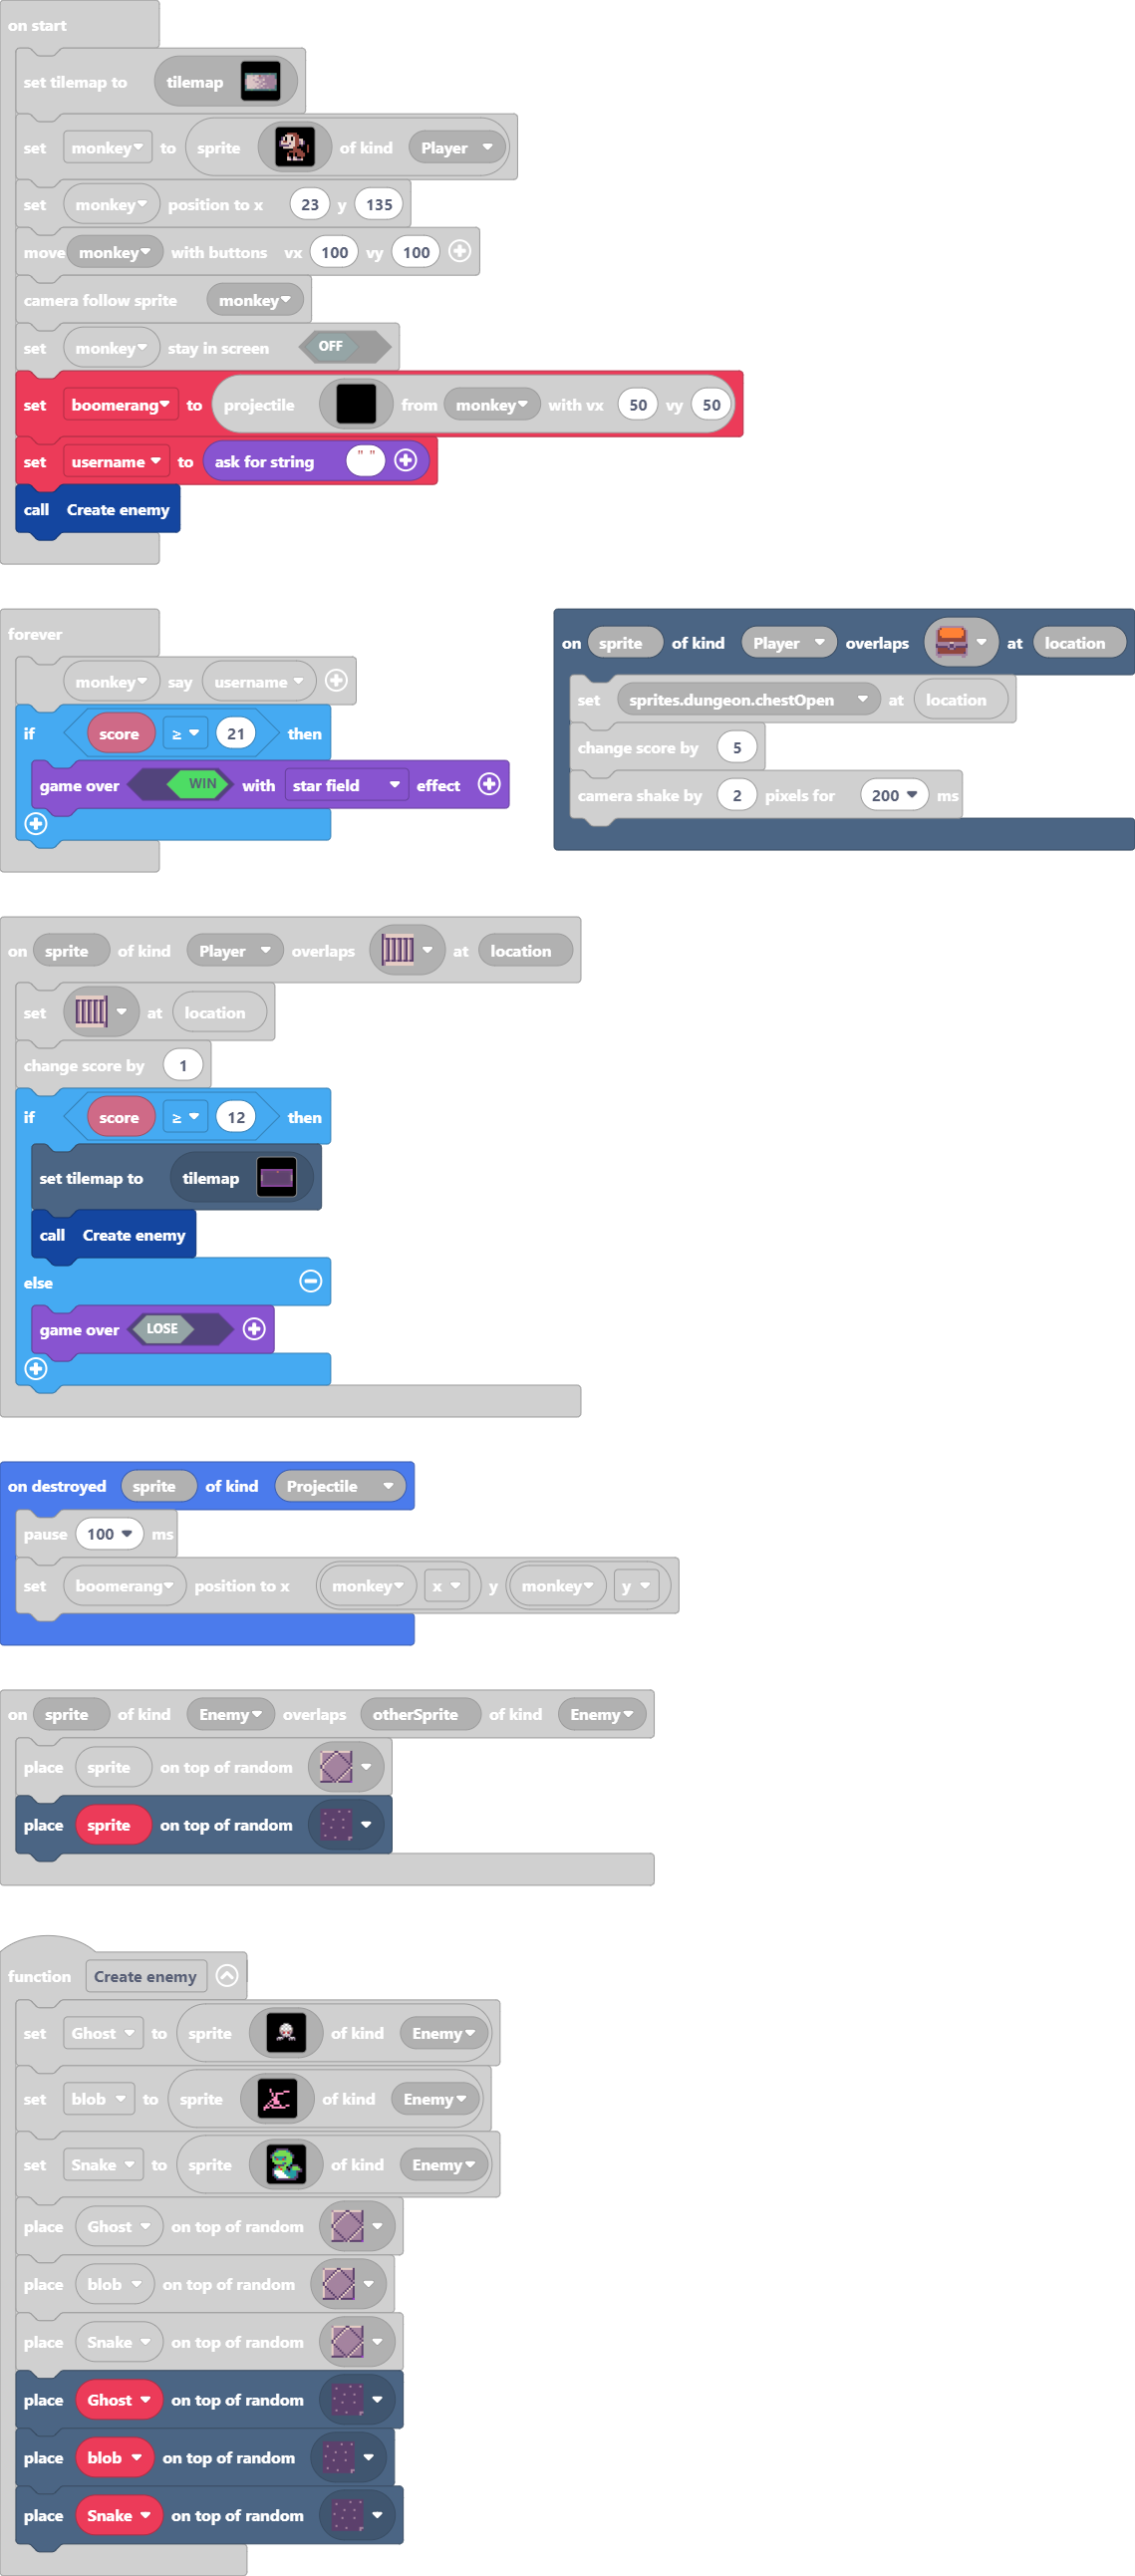 on start
set tilemap to tilemap
set monkey to sprite of kind Player
set monkey position to x 23 y 135
move monkey with buttons vx 100 vy 100
camera follow sprite monkey
set monkey stay in screen OFF
set boomerang to projectile from monkey with vx 50 vy 50
set username to ask for string " "
call Create enemy
forever
monkey say username
if score ≥ 21 then
game over WIN with star field effect
on sprite of kind Player overlaps at location
set sprites.dungeon.chestOpen at location
change score by 5
camera shake by 2 pixels for 200 ms
on sprite of kind Player overlaps at location
set at location
change score by 1
if score ≥ 12 then
set tilemap to tilemap
call Create enemy
else
game over LOSE
on destroyed sprite of kind Projectile
pause 100 ms
set boomerang position to x monkey x y monkey y
on sprite of kind Enemy overlaps otherSprite of kind Enemy
place sprite on top of random
place sprite on top of random
function Create enemy
set Ghost to sprite of kind Enemy
set blob to sprite of kind Enemy
set Snake to sprite of kind Enemy
place Ghost on top of random
place blob on top of random
place Snake on top of random
place Ghost on top of random
place blob on top of random
place Snake on top of random